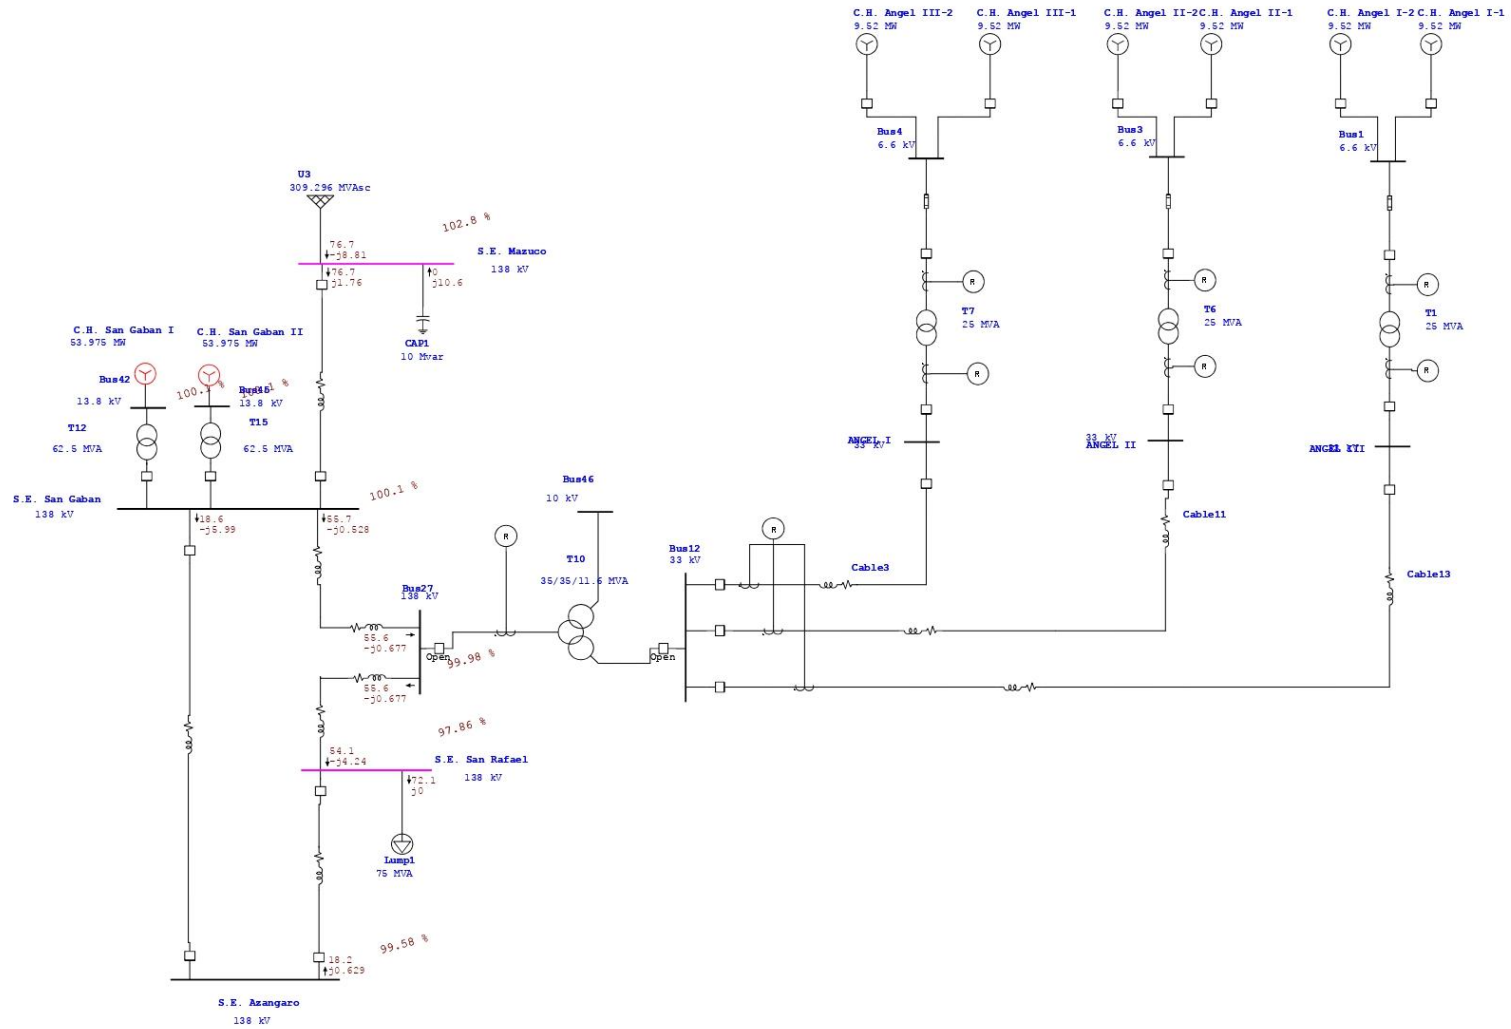 C.H. Angel III-2
9.52 MW
C.H. Angel III-1
9.52 MW
C.H. Angel II-2
9.52 MW
C.H. Angel II-1
9.52 MW
C.H. Angel I-2
9.52 MW
C.H. Angel I-1
9.52 MW
Bus4
6.6 kV
Bus3
6.6 kV
Bus1
6.6 kV
U3
309.296 MVAsc
102.8 %
76.7
-j8.81
S.E. Mazuco
138 kV
76.7
j1.76
0
j10.6
CAP1
10 Mvar
R
R
R
T7
25 MVA
T6
25 MVA
T1
25 MVA
R
R
R
C.H. San Gaban I
53.975 MW
C.H. San Gaban II
53.975 MW
Bus42
13.8 kV
13.8 kV
T12
62.5 MVA
T15
62.5 MVA
ANGEL I
33 kV
33 kV
ANGEL II
S.E. San Gaban
138 kV
100.1 %
18.6
-j5.99
55.7
-j0.528
Bus46
10 kV
R
T10
35/35/11.6 MVA
R
Bus12
33 kV
Cable3
Cable11
Cable13
Bus27
138 kV
55.6
-j0.677
Open
99.98 %
Open
55.6
-j0.677
97.86 %
54.1
-j4.24
S.E. San Rafael
138 kV
72.1
j0
Lump1
75 MVA
99.58 %
18.2
j0.629
S.E. Azangaro
138 kV